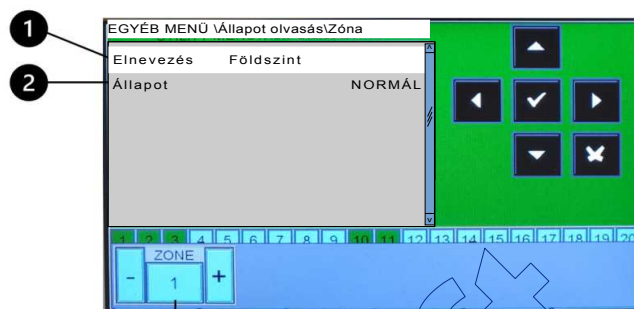 1
EGYÉB MENÜ \Állapot olvasás\Zóna
Elnevezés Földszint
2
Állapot NORMÁL
1 2 3 4 5 6 7 8 9 10 11 12 13 14 15 16 17 18 19 20
ZONE
- 1 +